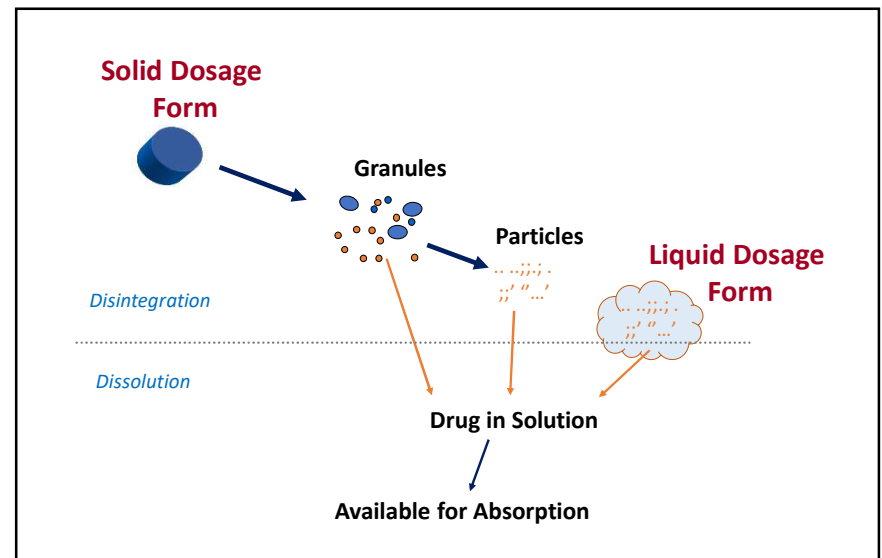 Solid Dosage
Form
Granules
Particles
Liquid Dosage
Form
Disintegration
Dissolution
Drug in Solution
Available for Absorption